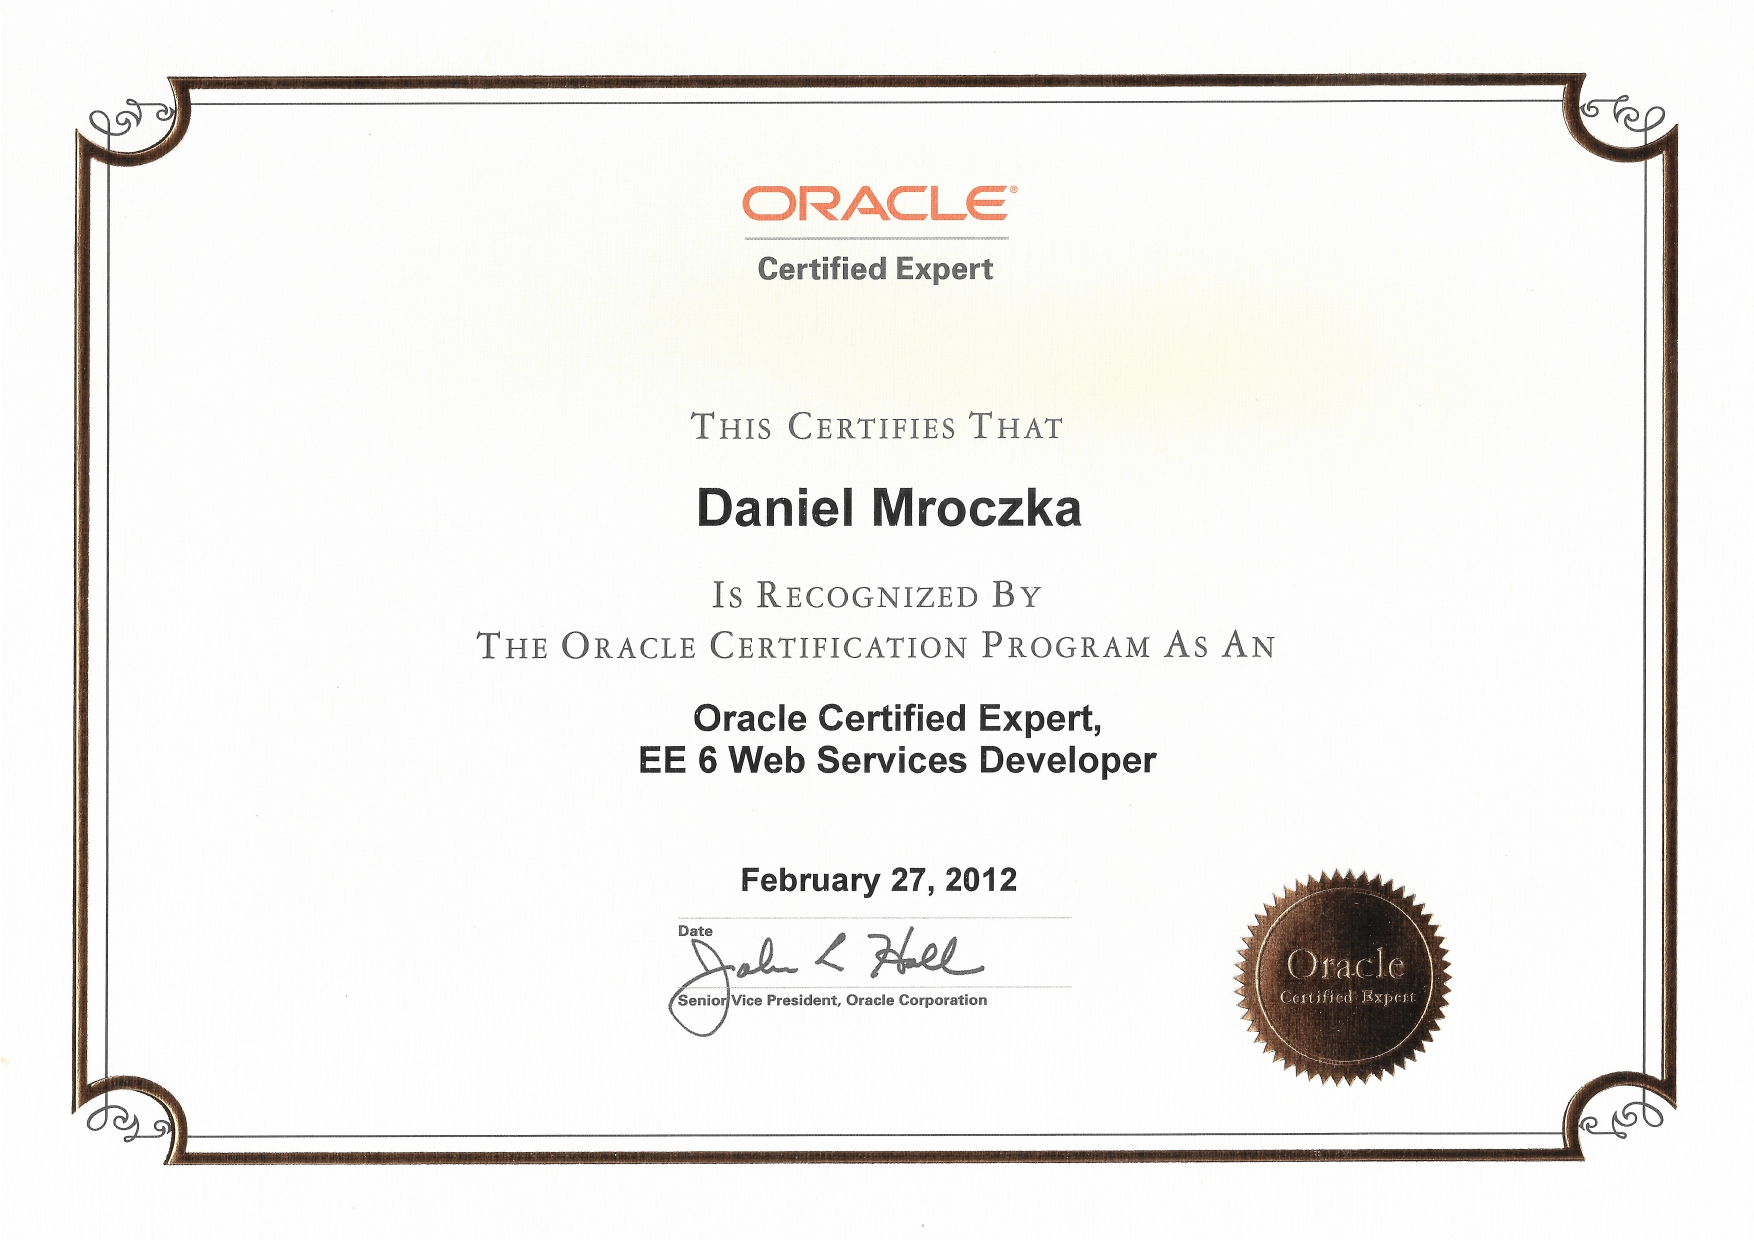 ORACLE®
Certified Expert
THIS CERTIFIES THAT
Daniel Mroczka
IS RECOGNIZED BY
THE ORACLE CERTIFICATION PROGRAM AS AN
Oracle Certified Expert,
EE 6 Web Services Developer
February 27, 2012
Date
John L Hall
Senior Vice President, Oracle Corporation
Oracle
Certified Expert